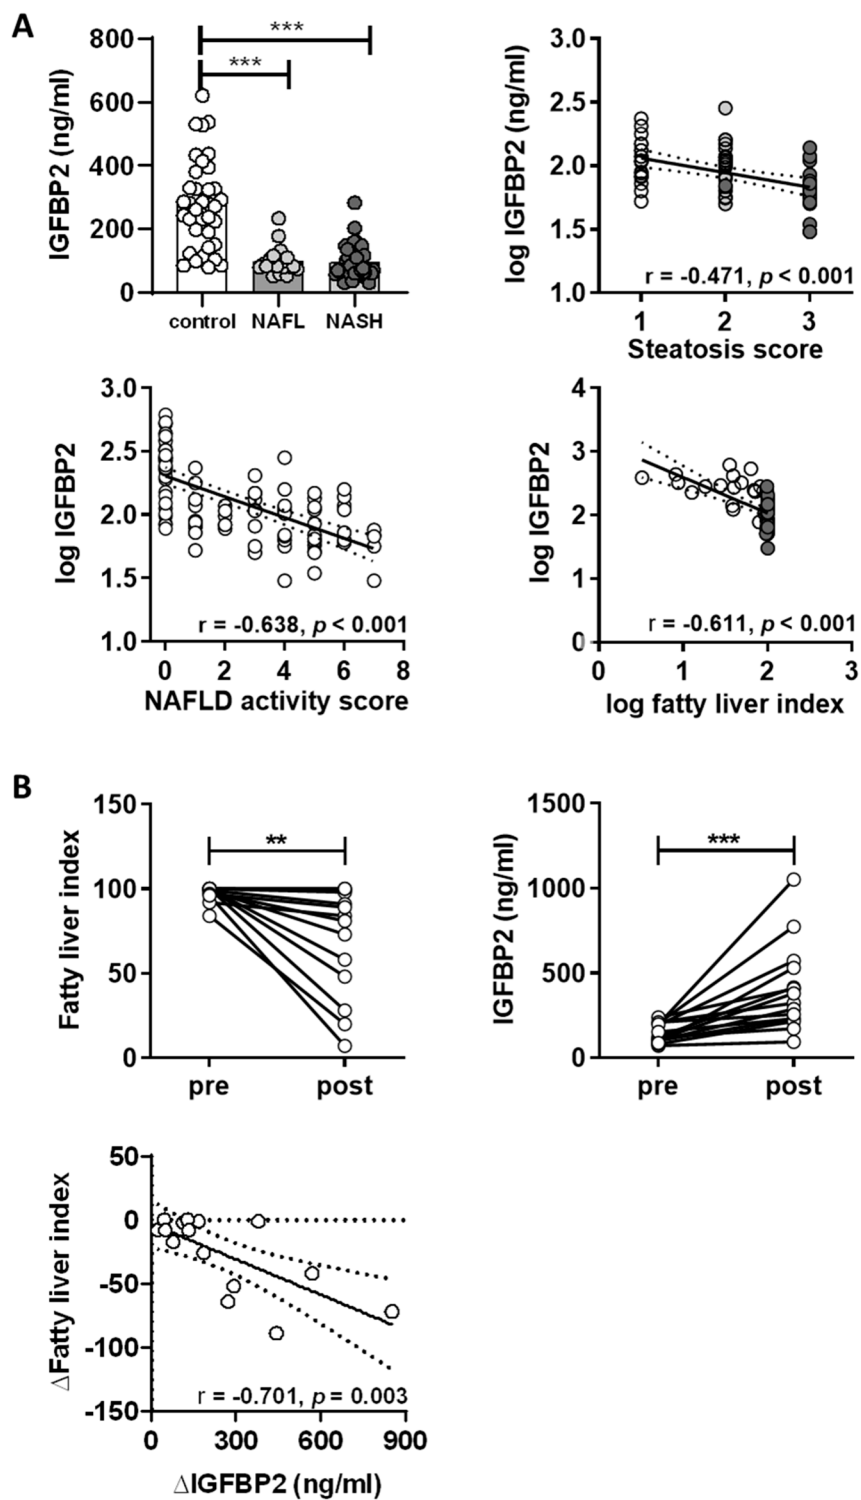 A
IGFBP2 (ng/ml)
800
600
400
200
0
***
***
control NAFL NASH
log IGFBP2 (ng/ml)
3.0
2.5
2.0
1.5
1.0
r = -0.471, p < 0.001
1 2 3
Steatosis score
log IGFBP2
3.0
2.5
2.0
1.5
1.0
r = -0.638, p < 0.001
0 2 4 6 8
NAFLD activity score
log IGFBP2
4
3
2
1
0
r = -0.611, p < 0.001
0 1 2 3
log fatty liver index
B
Fatty liver index
150
100
50
0
**
pre post
IGFBP2 (ng/ml)
1500
1000
500
0
***
pre post
ΔFatty liver index
50
0
-50
-100
-150
r = -0.701, p = 0.003
0 300 600 900
ΔIGFBP2 (ng/ml)